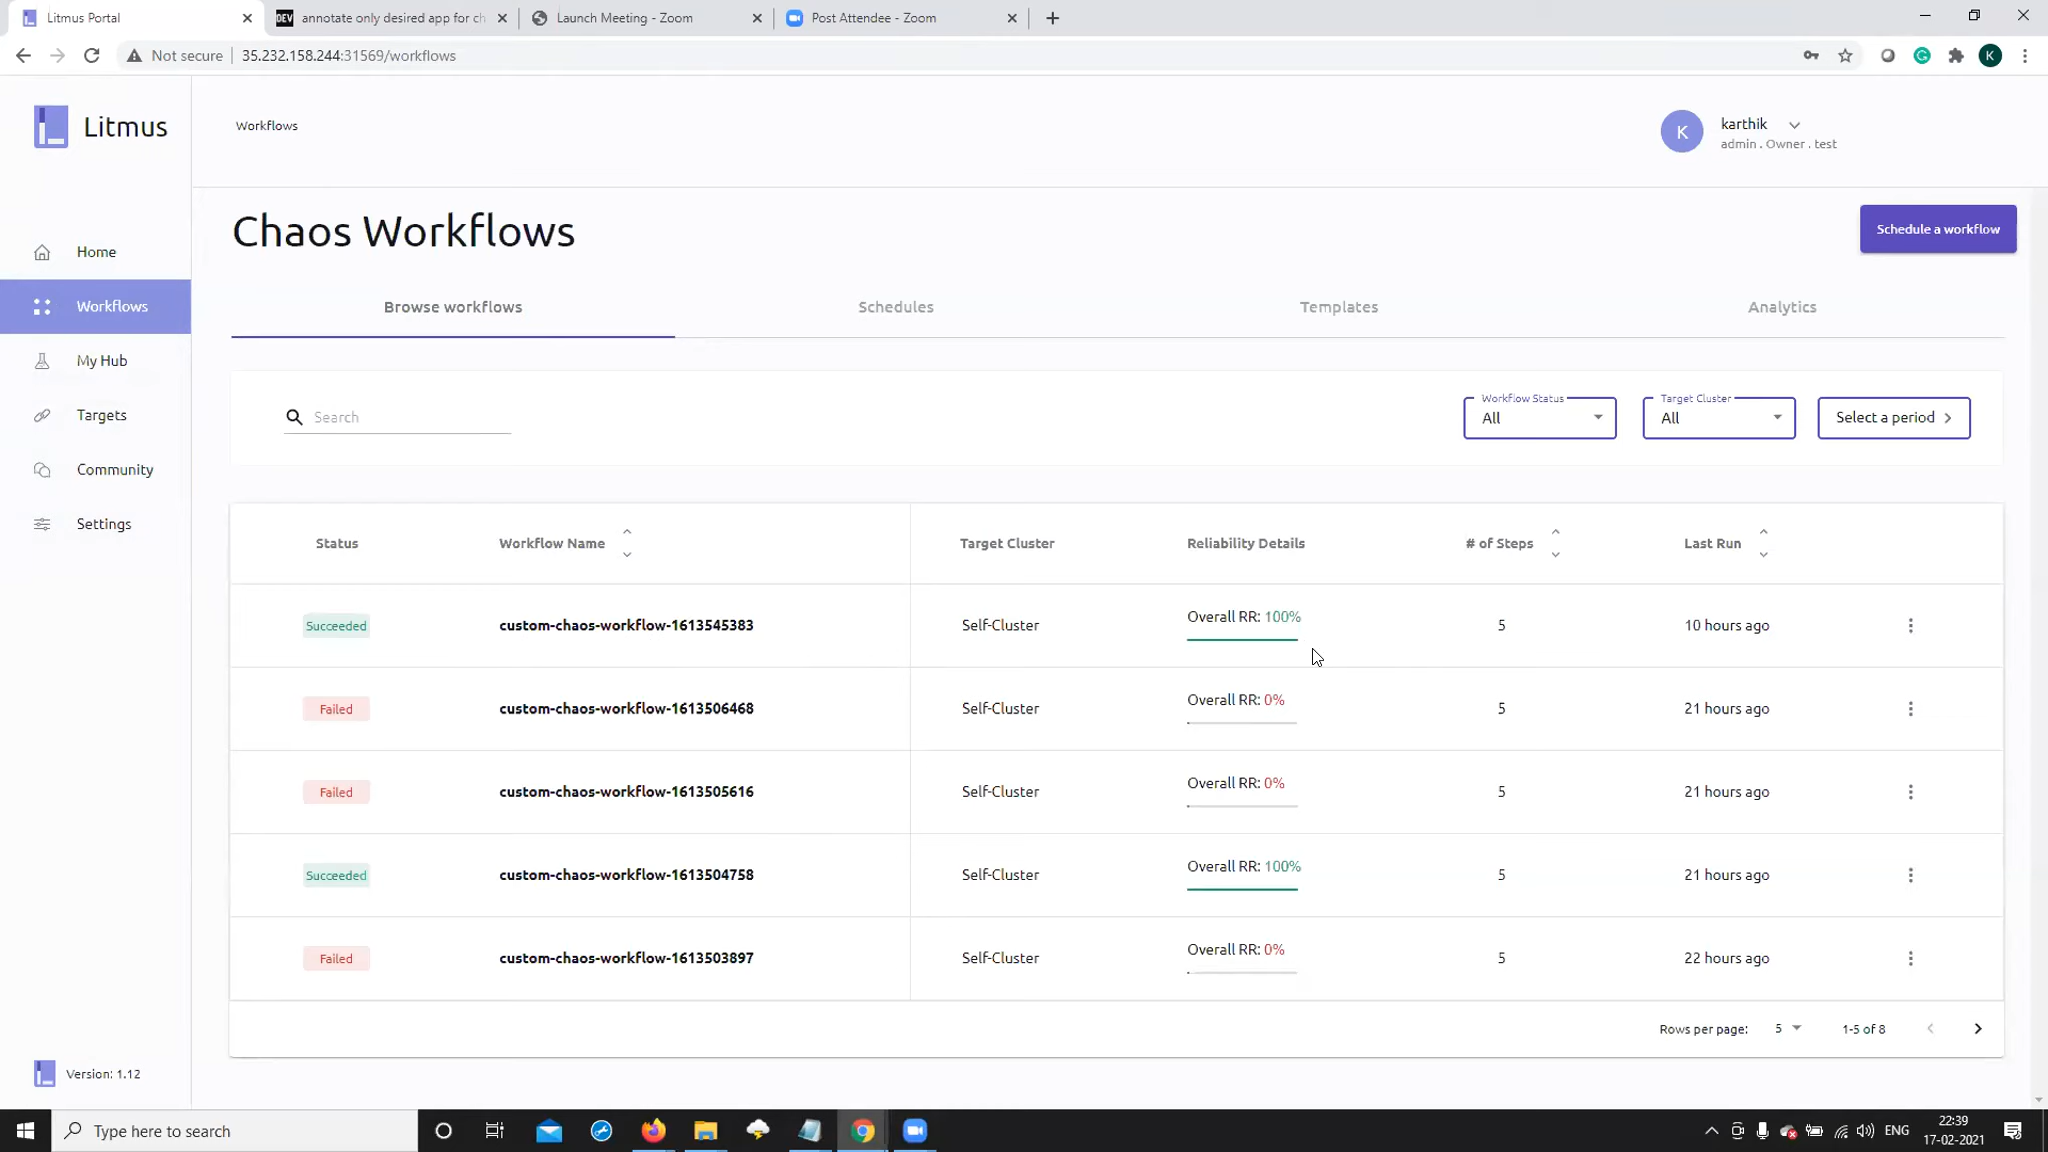 Litmus Portal
annotate only desired app for ch
Launch Meeting - Zoom
Post Attendee - Zoom
Not secure
35.232.158.244:31569/workflows
K
Litmus
Workflows
K
karthik
admin . Owner . test
Chaos Workflows
Schedule a workflow
Home
Workflows
My Hub
Targets
Community
Settings
Browse workflows
Schedules
Templates
Analytics
Search
Workflow Status
All
Target Cluster
All
Select a period
Status
Workflow Name
Target Cluster
Reliability Details
# of Steps
Last Run
Succeeded
custom-chaos-workflow-1613545383
Self-Cluster
Overall RR: 100%
5
10 hours ago
Failed
custom-chaos-workflow-1613506468
Self-Cluster
Overall RR: 0%
5
21 hours ago
Failed
custom-chaos-workflow-1613505616
Self-Cluster
Overall RR: 0%
5
21 hours ago
Succeeded
custom-chaos-workflow-1613504758
Self-Cluster
Overall RR: 100%
5
21 hours ago
Failed
custom-chaos-workflow-1613503897
Self-Cluster
Overall RR: 0%
5
22 hours ago
Rows per page:
5
1-5 of 8
Version: 1.12
Type here to search
ENG
22:39
17-02-2021